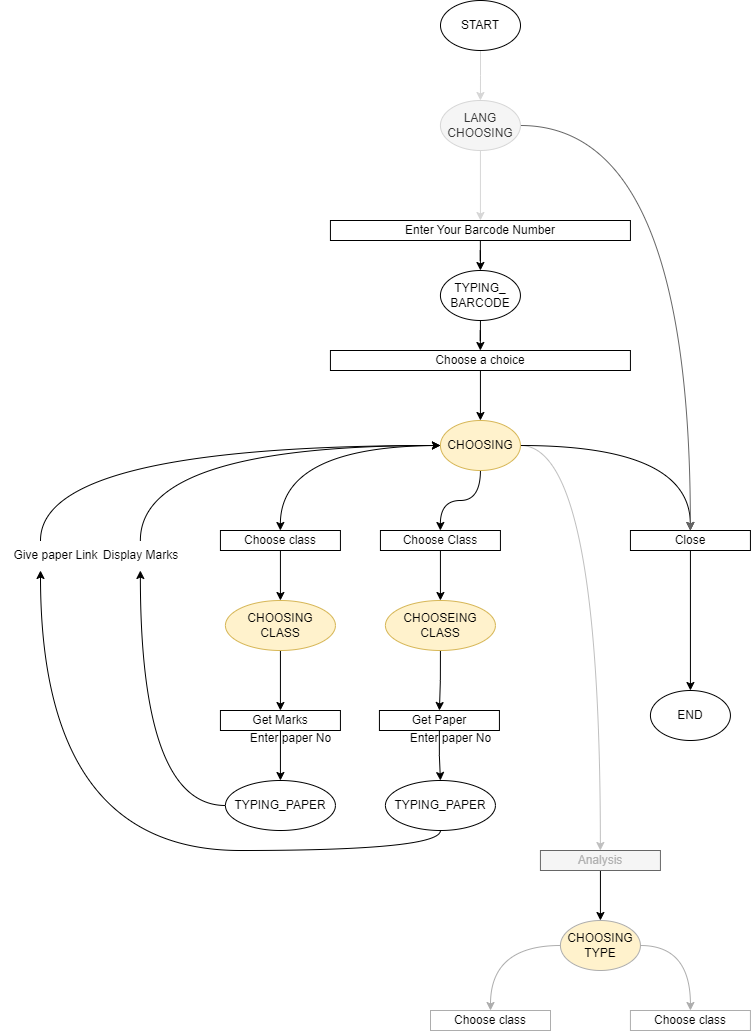 START
LANG
CHOOSING
Enter Your Barcode Number
TYPING_
BARCODE
Choose a choice
CHOOSING
Choose class
Choose Class
Close
Give paper Link
Display Marks
CHOOSING
CLASS
CHOOSEING
CLASS
Get Marks
Enter paper No
Get Paper
Enter paper No
END
TYPING_PAPER
TYPING_PAPER
Analysis
CHOOSING
TYPE
Choose class
Choose class